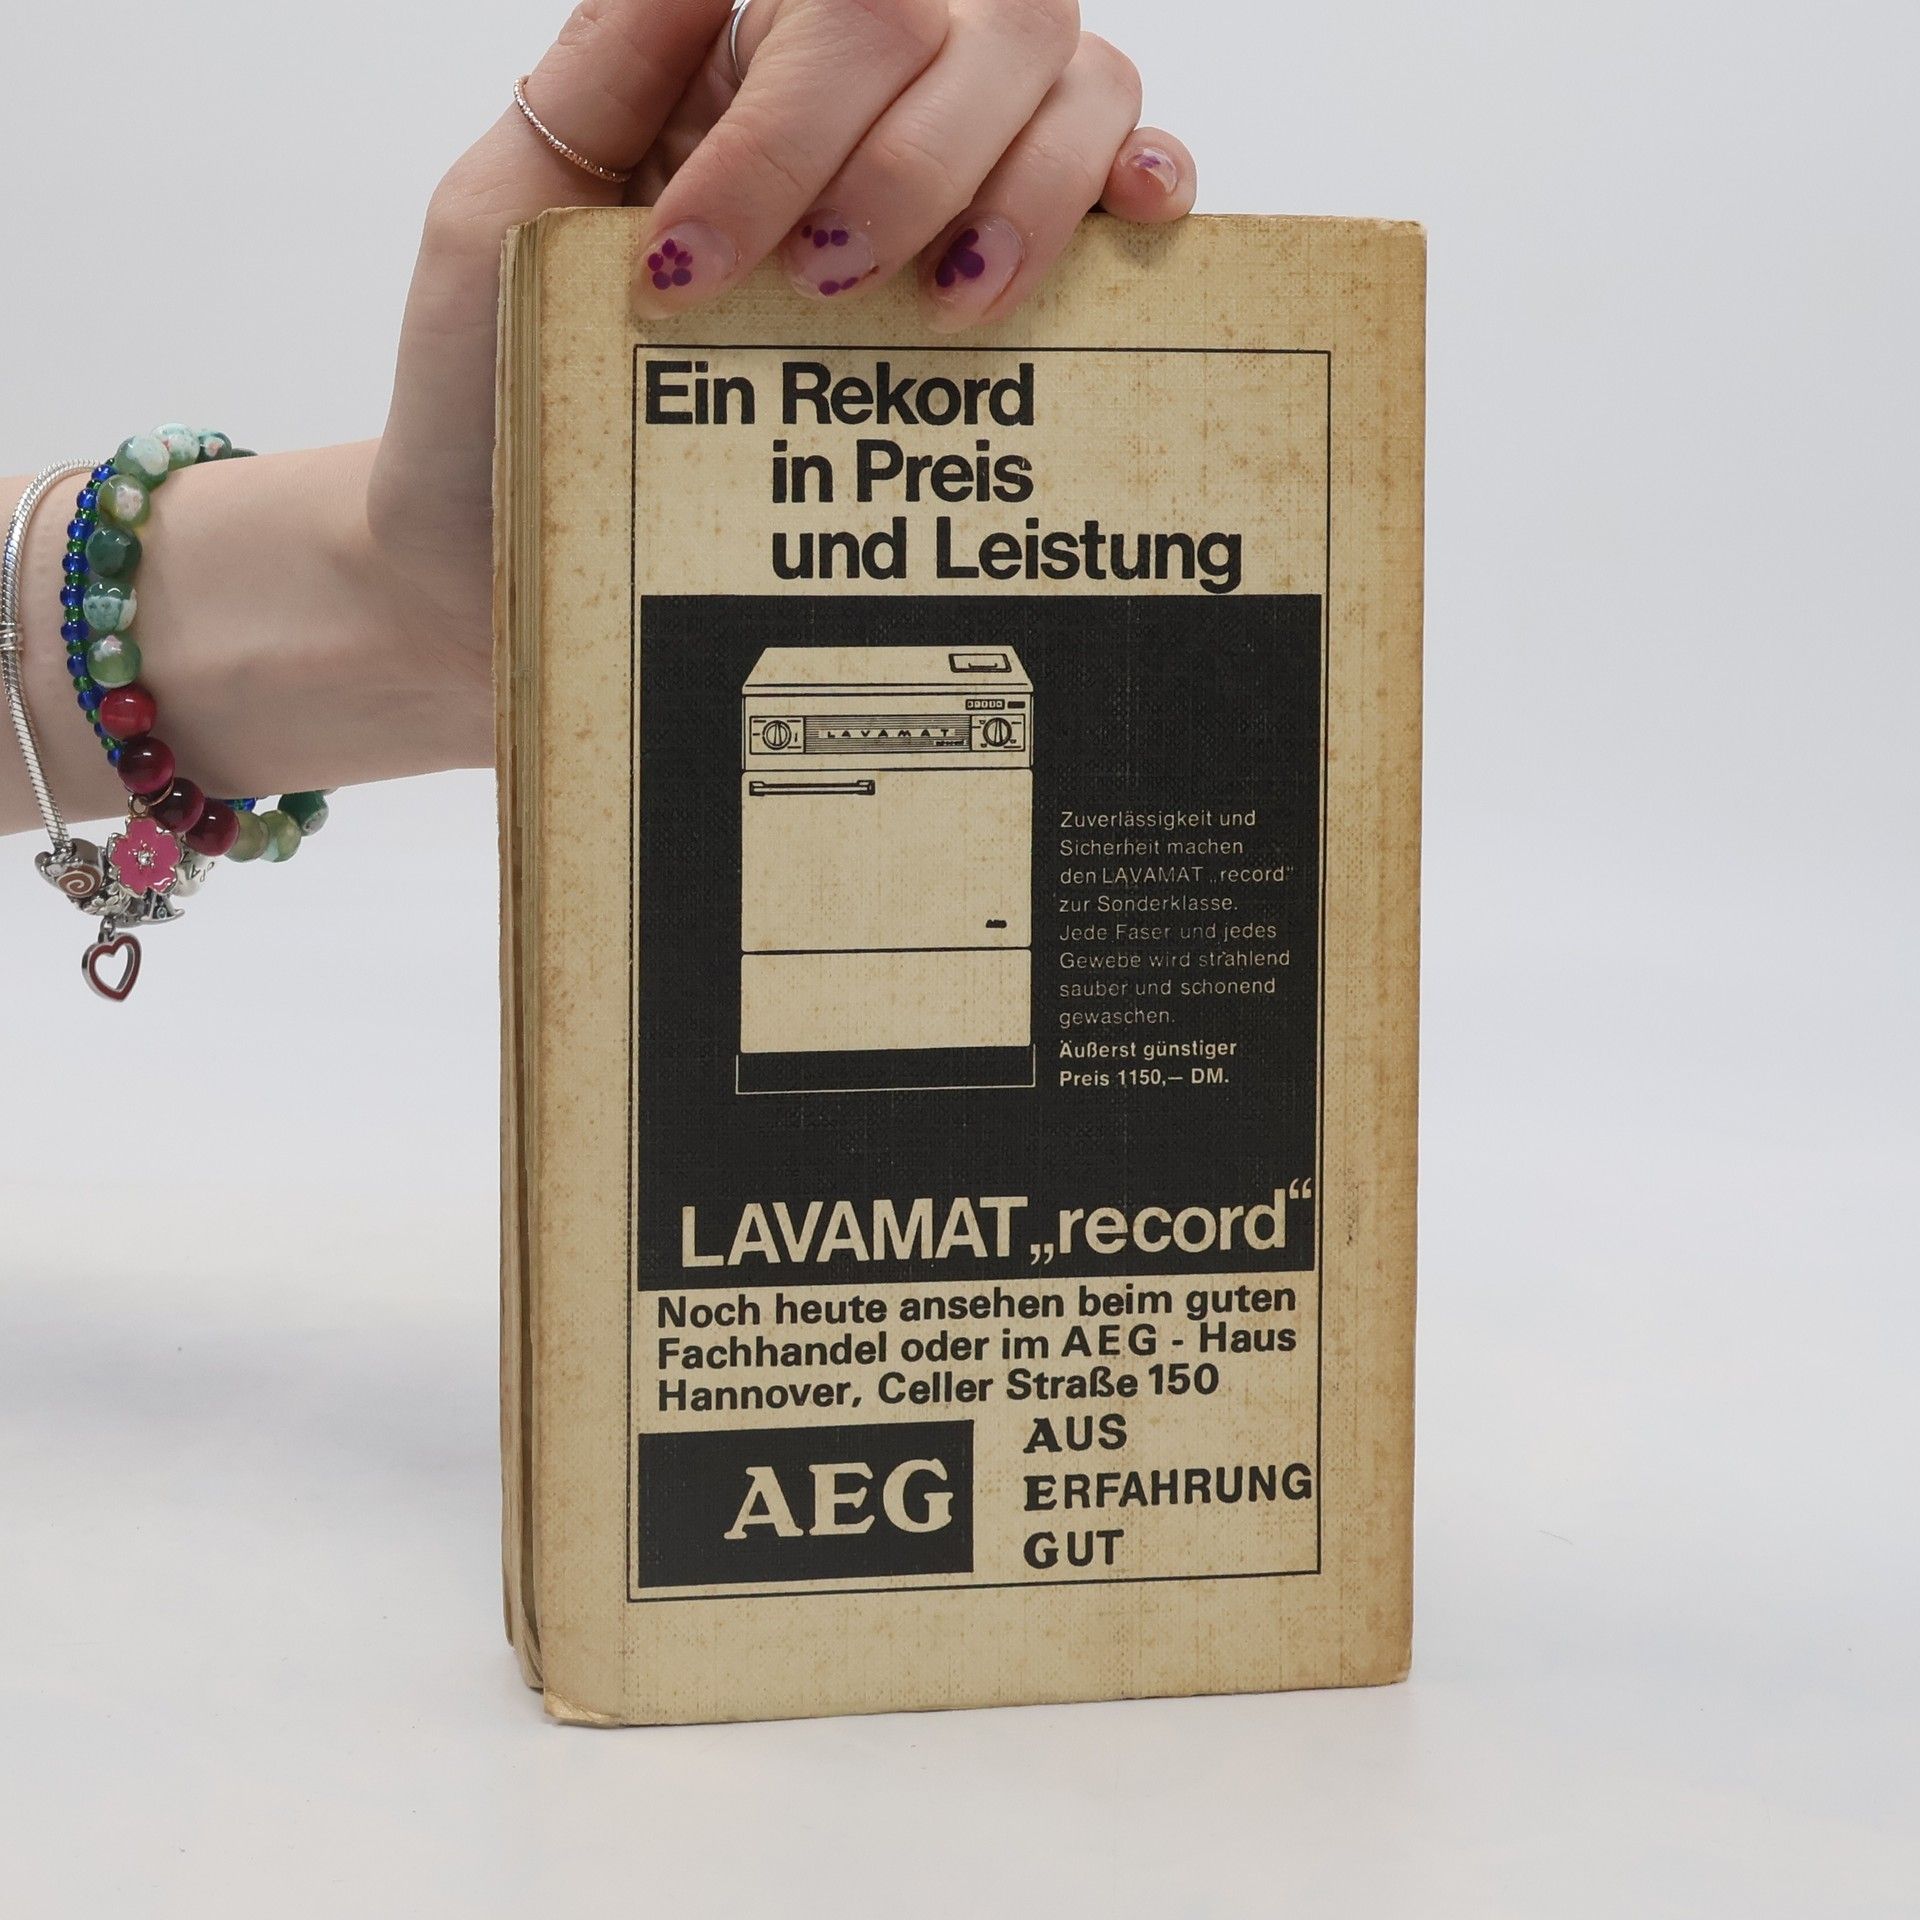 Ein Rekord
in Preis
und Leistung
LAVAMAT
Zuverlässigkeit und
Sicherheit machen
den LAVAMAT „record“
zur Sonderklasse.
Jede Faser und jedes
Gewebe wird strahlend
sauber und schonend
gewaschen.
Äußerst günstiger
Preis 1150,— DM.
AEG
LAVAMAT „record“
Noch heute ansehen beim guten
Fachhandel oder im AEG - Haus
Hannover, Celler Straße 150
AEG
AUS
ERFAHRUNG
GUT